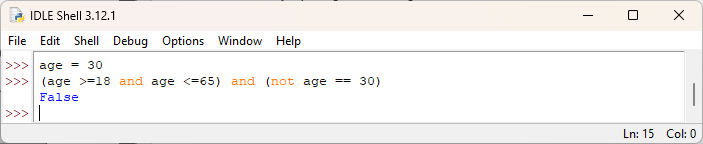 IDLE Shell 3.12.1
File Edit Shell Debug Options Window Help
>>> age = 30
>>> (age >=18 and age <=65) and (not age == 30)
False
>>>
Ln: 15 Col: 0